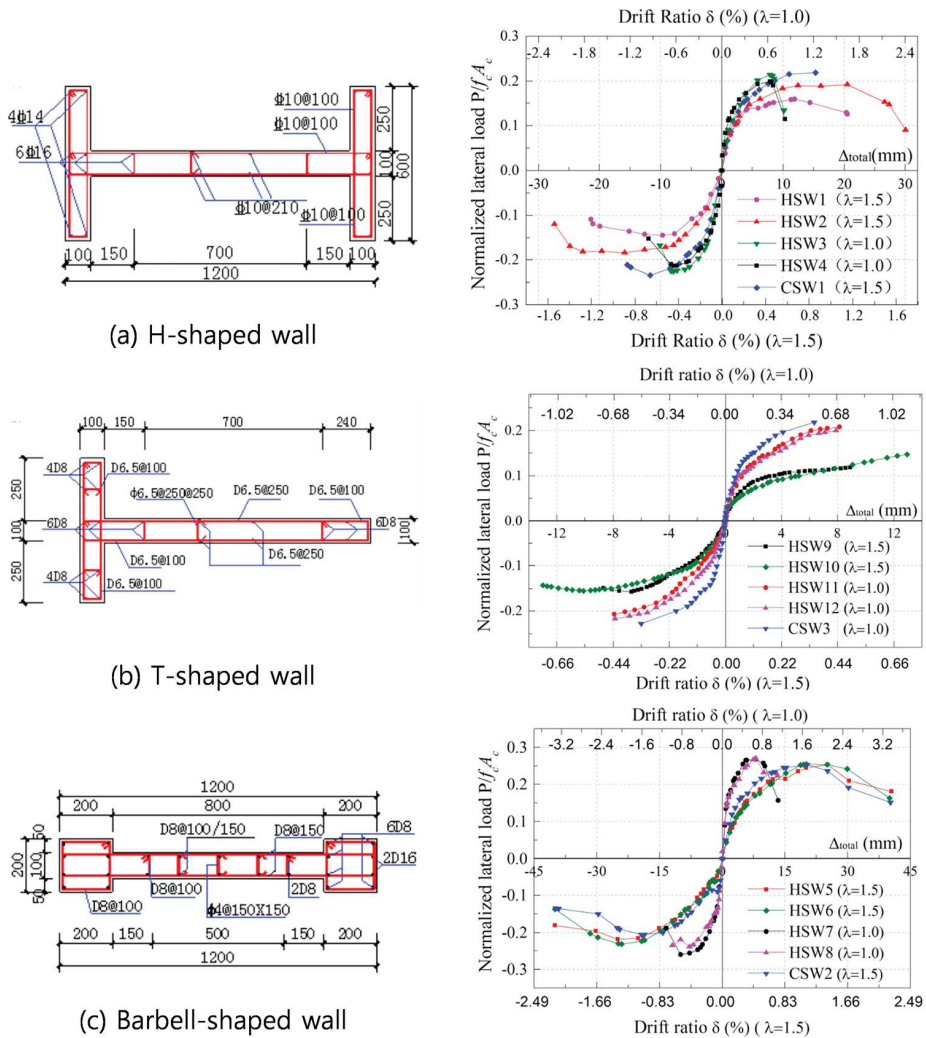 4ф14
6ф16
ф10@100
ф10@100
ф10@210
ф10@100
250
100
250
600
100
150
700
150
100
1200
(a) H-shaped wall
Drift Ratio δ (%) (λ=1.0)
-2.4 -1.8 -1.2 -0.6 0.0 0.6 1.2 1.8 2.4
Normalized lateral load P/f'cAc
0.3
0.2
0.1
0.0
-0.1
-0.2
-0.3
-20 -10 0 10 20 30
Δtotal(mm)
HSW1 (λ=1.5)
HSW2 (λ=1.5)
HSW3 (λ=1.0)
HSW4 (λ=1.0)
CSW1 (λ=1.5)
-1.6 -1.2 -0.8 -0.4 0.0 0.4 0.8 1.2 1.6
Drift Ratio δ (%) (λ=1.5)
100 150 700 240
4D8
D6.5@100
250
ф6.5@250@250
D6.5@250
D6.5@100
6D8
100
6D8
100
D6.5@100
D6.5@250
250
4D8
D6.5@100
(b) T-shaped wall
Drift ratio δ (%) (λ=1.0)
-1.02 -0.68 -0.34 0.00 0.34 0.68 1.02
Normalized lateral load P/f'cAc
0.2
0.1
0.0
-0.1
-0.2
-12 -8 -4 0 4 8 12
Δtotal (mm)
HSW9 (λ=1.5)
HSW10 (λ=1.5)
HSW11 (λ=1.0)
HSW12 (λ=1.0)
CSW3 (λ=1.0)
-0.66 -0.44 -0.22 0.00 0.22 0.44 0.66
Drift ratio δ (%) (λ=1.5)
1200
200 800 200
D8@100/150
D8@150
6D8
50
200
100
50
2D16
D8@100
2D8
D8@100
ф4@150X150
200 150 500 150 200
1200
(c) Barbell-shaped wall
Drift ratio δ (%) ( λ=1.0)
-3.2 -2.4 -1.6 -0.8 0.0 0.8 1.6 2.4 3.2
Normalized lateral load P/f'cAc
0.3
0.2
0.1
0.0
-0.1
-0.2
-0.3
-45 -30 -15 0 15 30 45
Δtotal (mm)
HSW5 (λ=1.5)
HSW6 (λ=1.5)
HSW7 (λ=1.0)
HSW8 (λ=1.0)
CSW2 (λ=1.5)
-2.49 -1.66 -0.83 0.00 0.83 1.66 2.49
Drift ratio δ (%) ( λ=1.5)